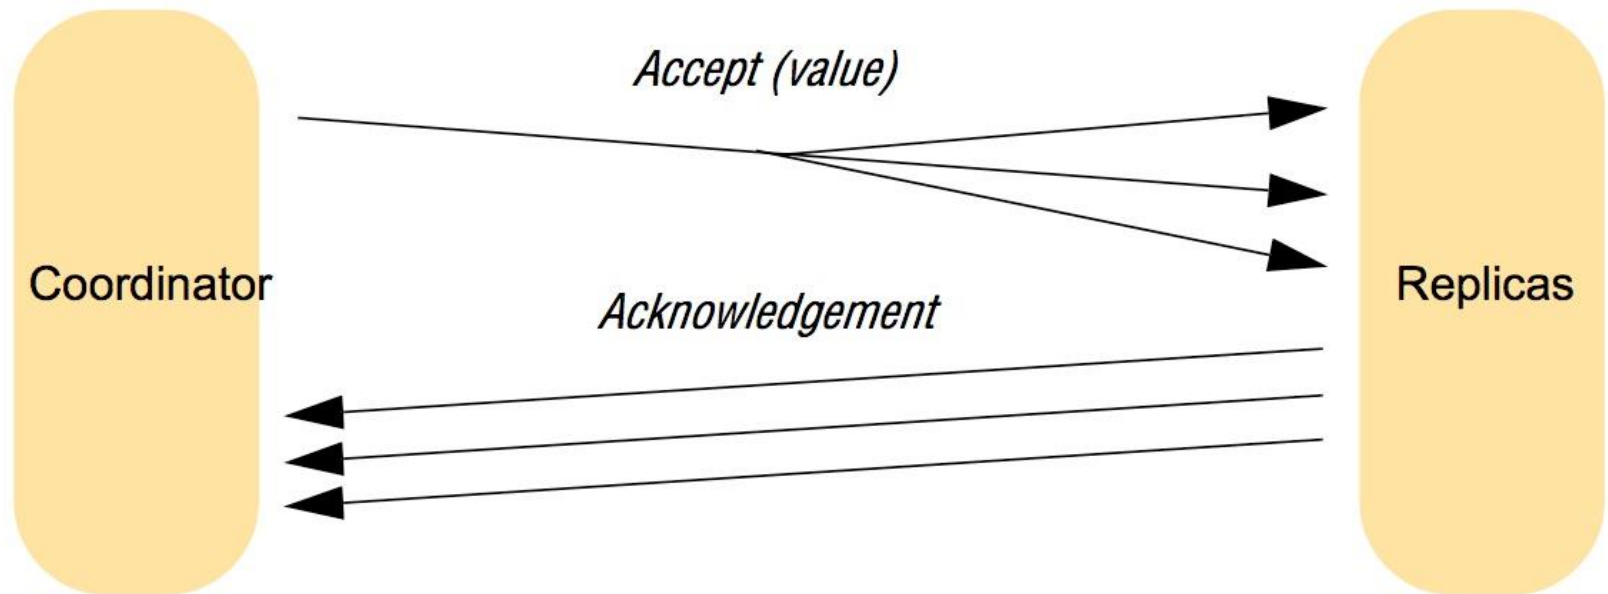 Accept (value)
Coordinator
Replicas
Acknowledgement